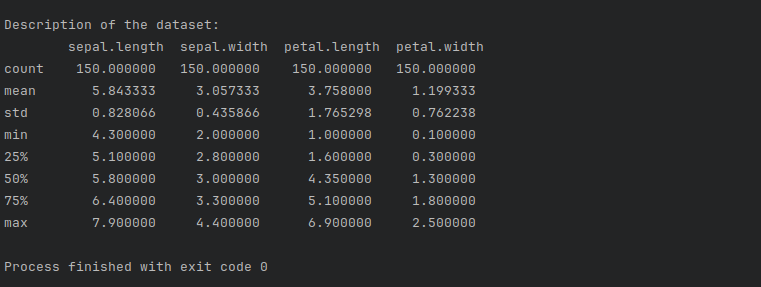 Description of the dataset:
       sepal.length  sepal.width  petal.length  petal.width
count    150.000000   150.000000    150.000000   150.000000
mean       5.843333     3.057333      3.758000     1.199333
std        0.828066     0.435866      1.765298     0.762238
min        4.300000     2.000000      1.000000     0.100000
25%        5.100000     2.800000      1.600000     0.300000
50%        5.800000     3.000000      4.350000     1.300000
75%        6.400000     3.300000      5.100000     1.800000
max        7.900000     4.400000      6.900000     2.500000
Process finished with exit code 0